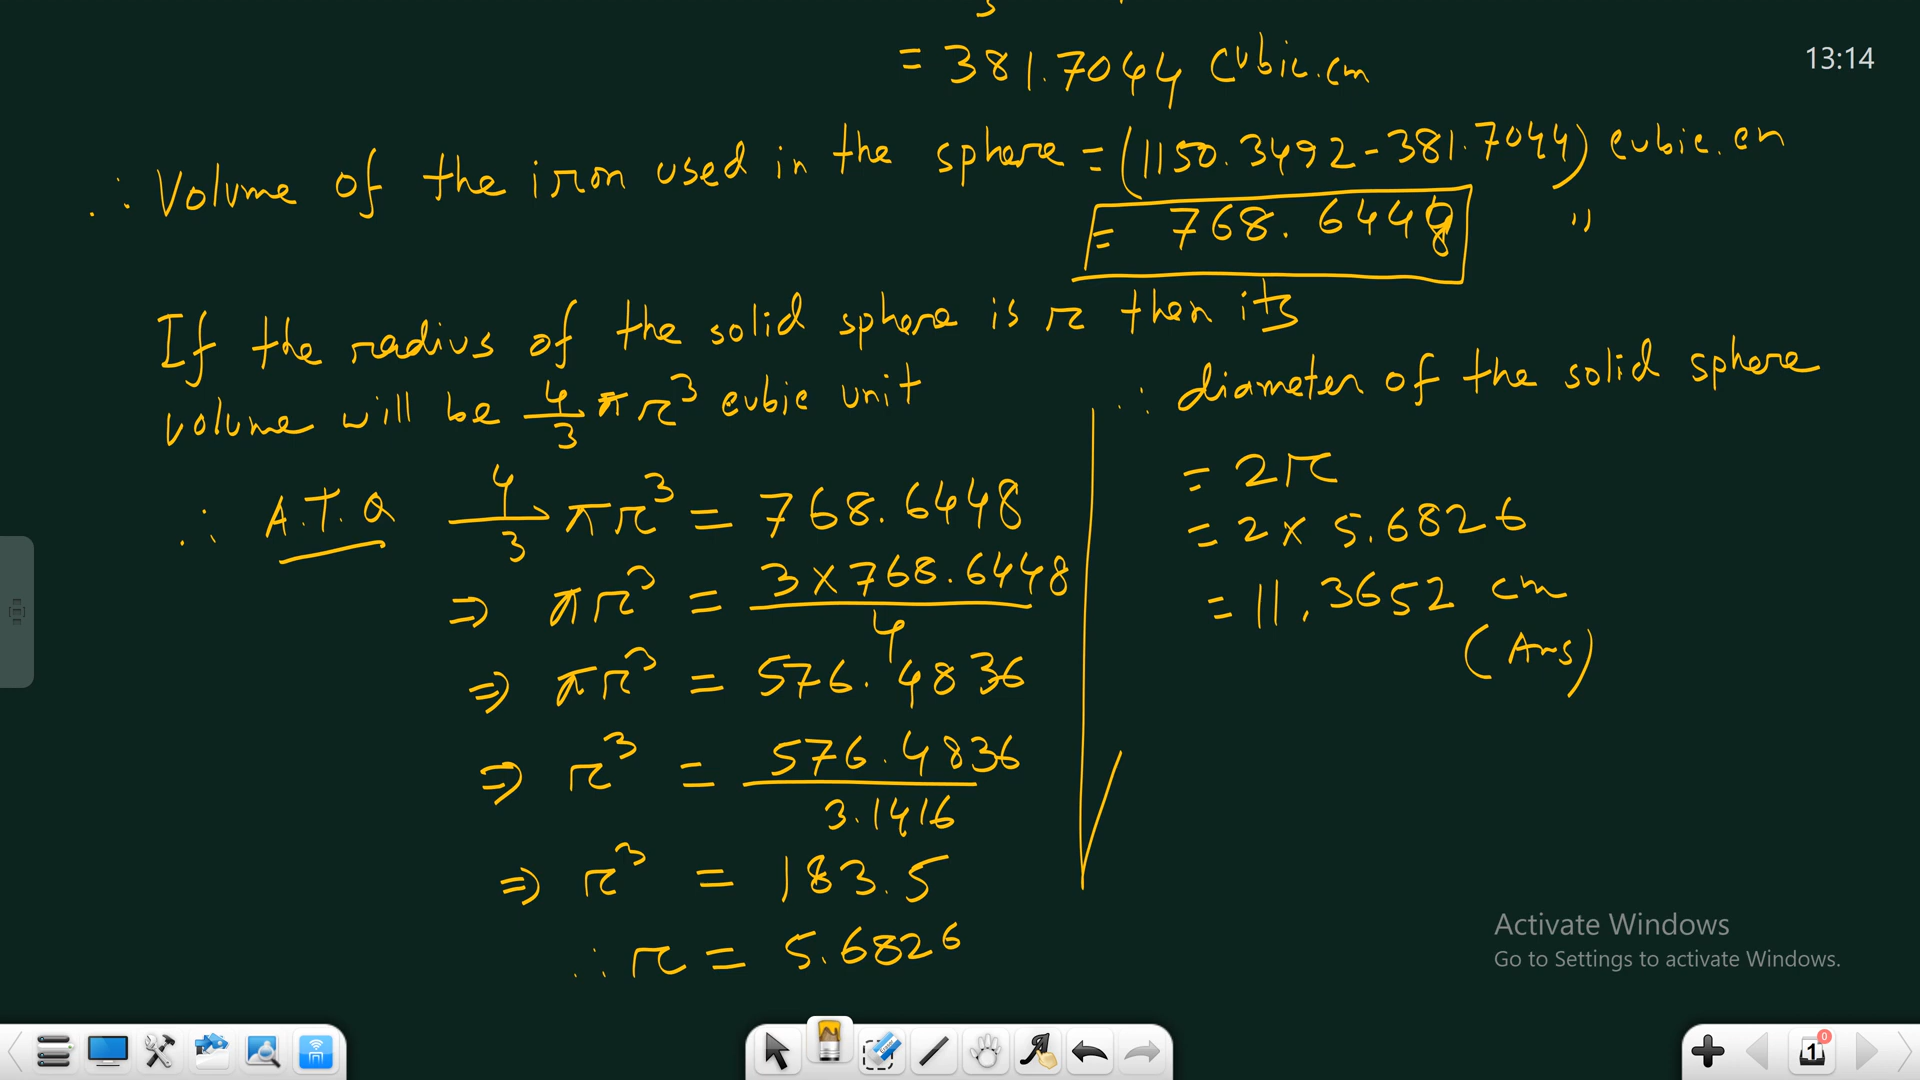 = 381.7044 cubic.cm
13:14
∴ Volume of the iron used in the sphere = (1150.3492 - 381.7044) cubic.cm
= 768.6448 "
If the radius of the solid sphere is r then its
volume will be 4/3 πr³ cubic unit
∴ A.T.Q 4/3 πr³ = 768.6448
⇒ πr³ = 3×768.6448/4
⇒ πr³ = 576.4836
⇒ r³ = 576.4836/3.1416
⇒ r³ = 183.5
∴ r = 5.6826
∴ diameter of the solid sphere
= 2r
= 2 × 5.6826
= 11.3652 cm
(Ans)
Activate Windows
Go to Settings to activate Windows.
1
0